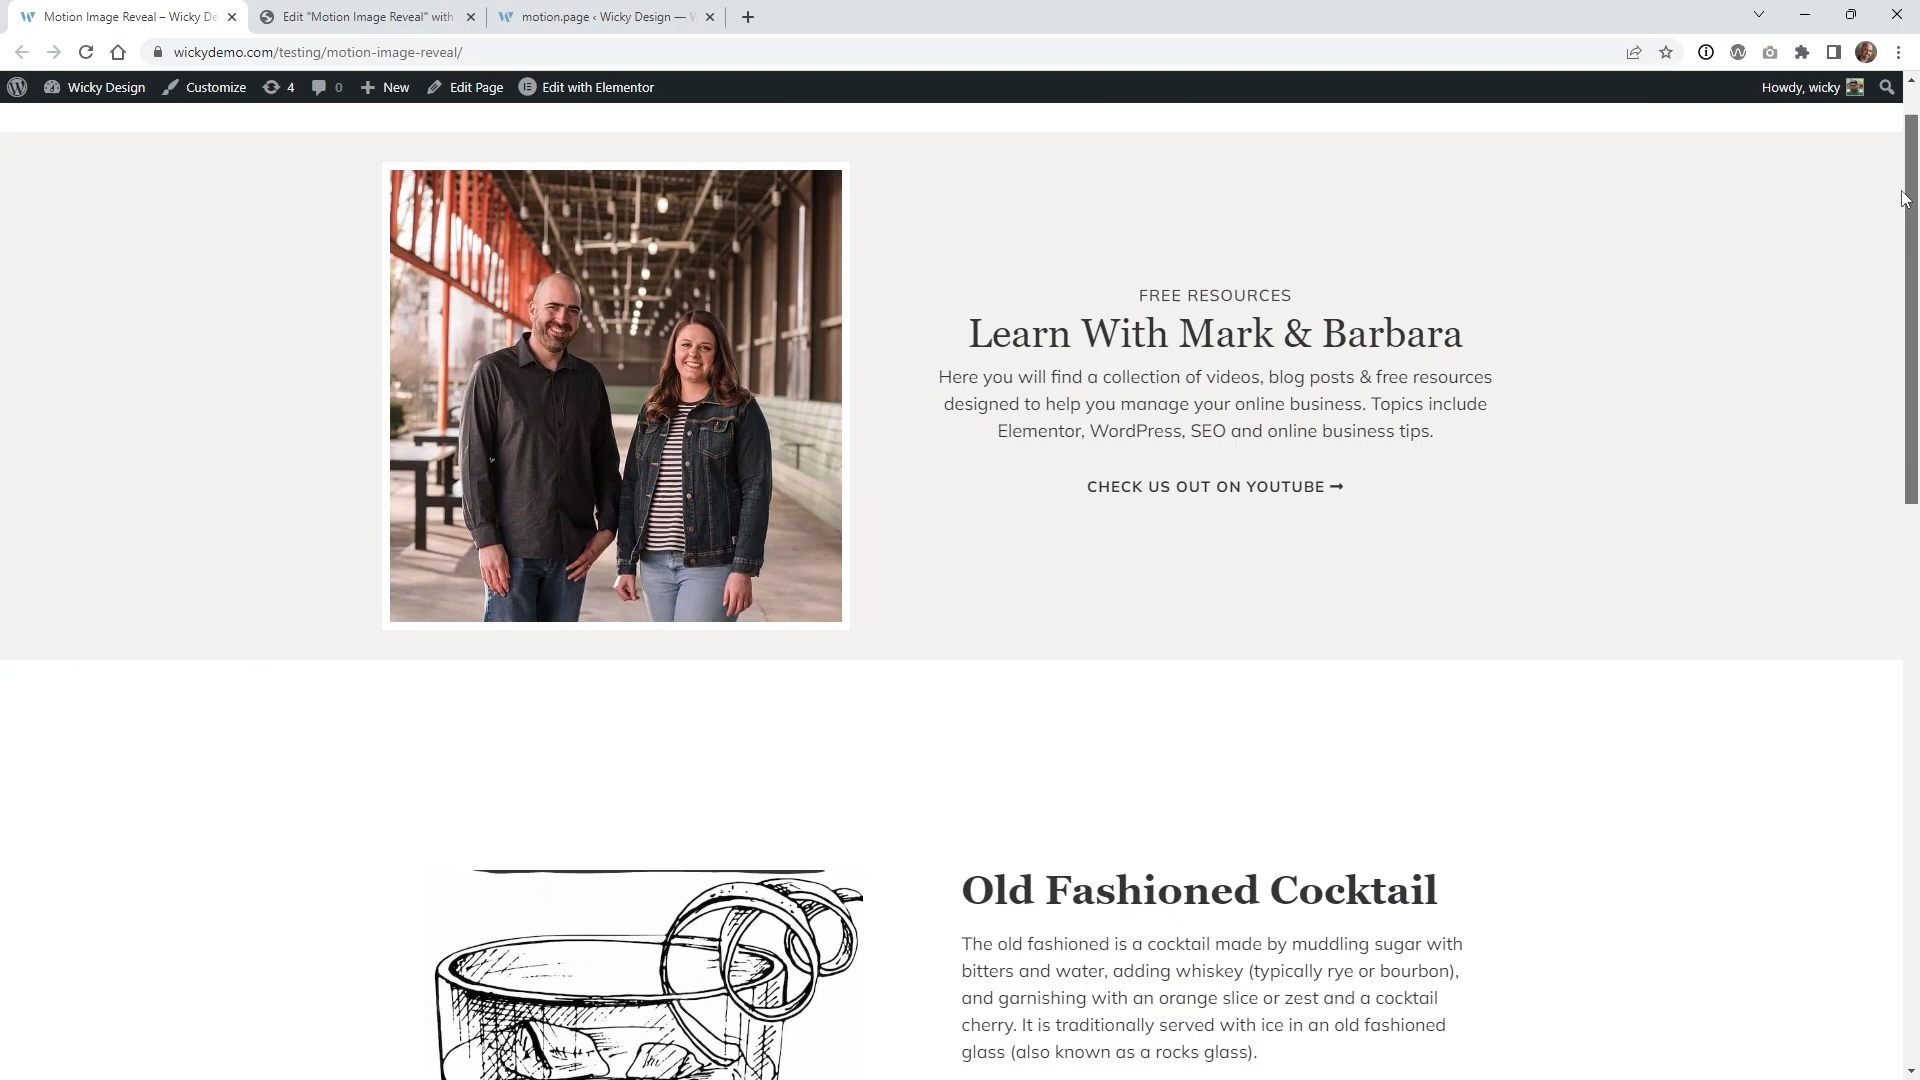 Motion Image Reveal – Wicky De
Edit "Motion Image Reveal" with
motion.page ‹ Wicky Design —
wickydemo.com/testing/motion-image-reveal/
Wicky Design
Customize
4
0
New
Edit Page
Edit with Elementor
Howdy, wicky
FREE RESOURCES
Learn With Mark & Barbara
Here you will find a collection of videos, blog posts & free resources
designed to help you manage your online business. Topics include
Elementor, WordPress, SEO and online business tips.
CHECK US OUT ON YOUTUBE ➞
Old Fashioned Cocktail
The old fashioned is a cocktail made by muddling sugar with
bitters and water, adding whiskey (typically rye or bourbon),
and garnishing with an orange slice or zest and a cocktail
cherry. It is traditionally served with ice in an old fashioned
glass (also known as a rocks glass).